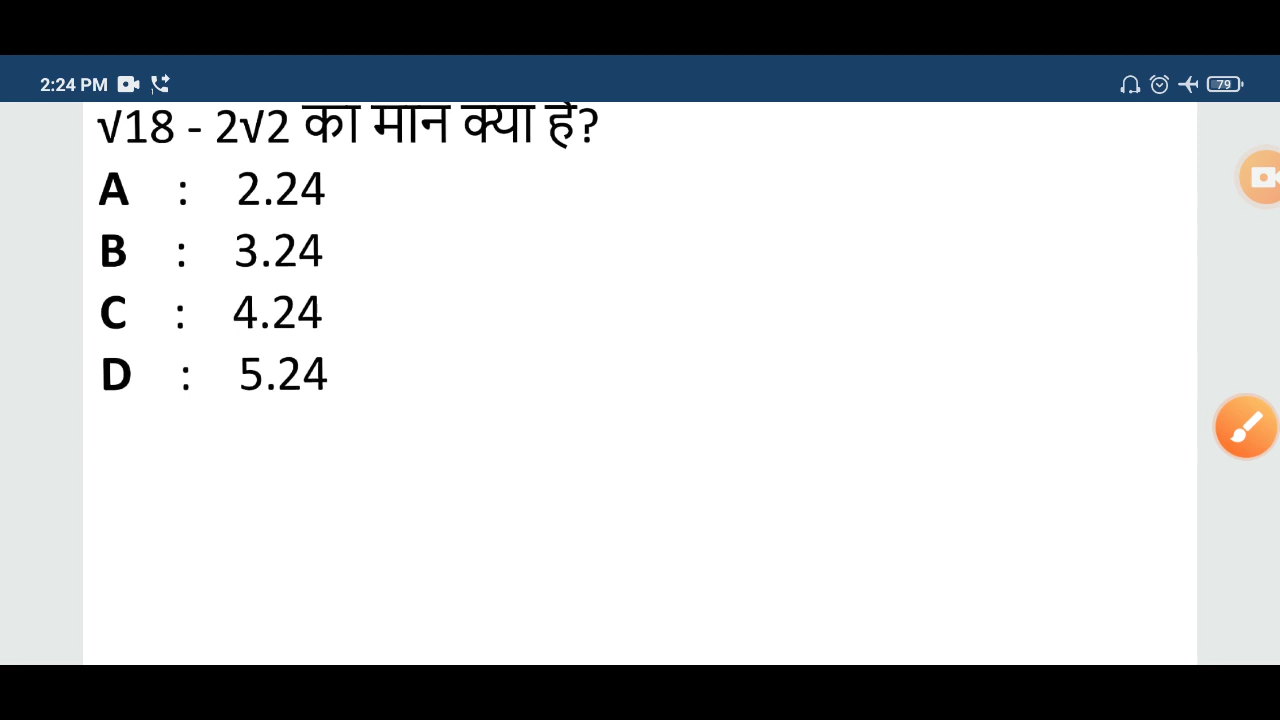 2:24 PM
79
√18 - 2√2 का मान क्या है?
A : 2.24
B : 3.24
C : 4.24
D : 5.24